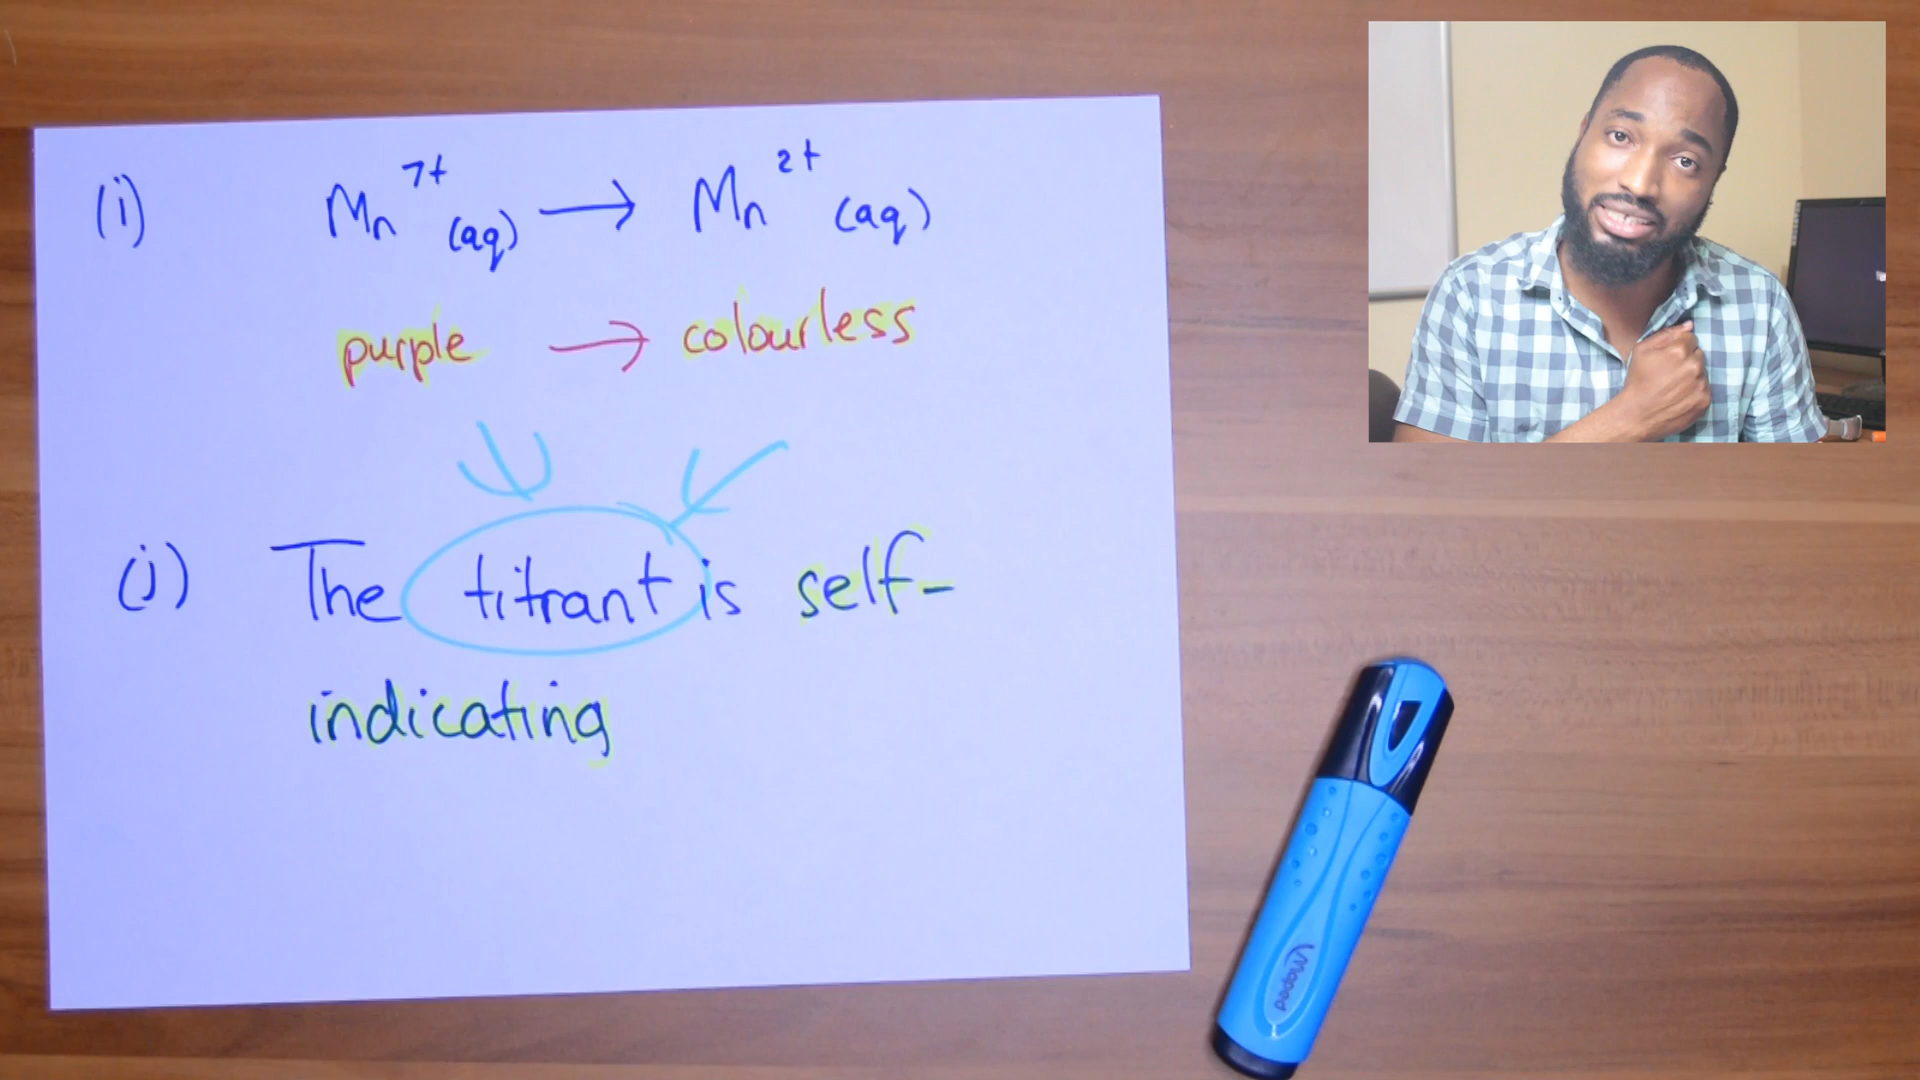 (i) Mn⁷⁺(aq) → Mn²⁺(aq)
purple → colourless
(j) The titrant is self-
indicating
Maped